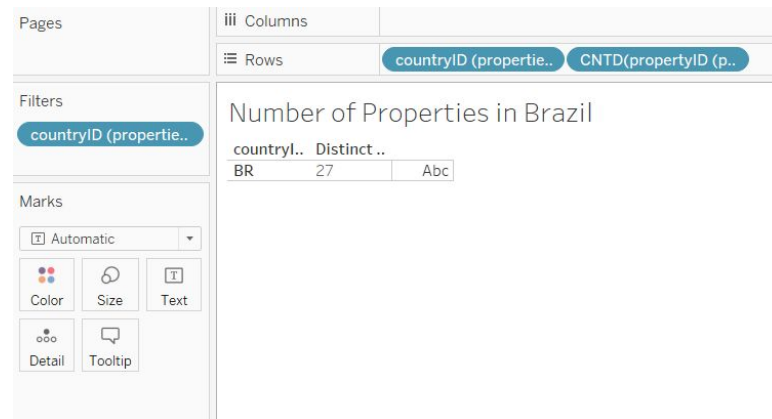 Pages
iii Columns
Rows
countryID (propertie..
CNTD(propertyID (p..
Filters
countryID (propertie..
Number of Properties in Brazil
countryI..
Distinct ..
BR
27
Abc
Marks
T Automatic
Color
Size
T
Text
Detail
Tooltip